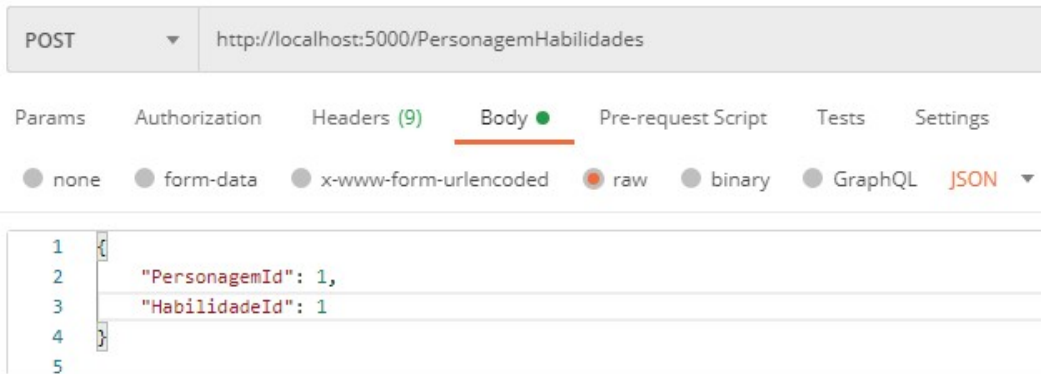 POST http://localhost:5000/PersonagemHabilidades
Params Authorization Headers (9) Body Pre-request Script Tests Settings
none form-data x-www-form-urlencoded raw binary GraphQL JSON
1 {
2 "PersonagemId": 1,
3 "HabilidadeId": 1
4 }
5